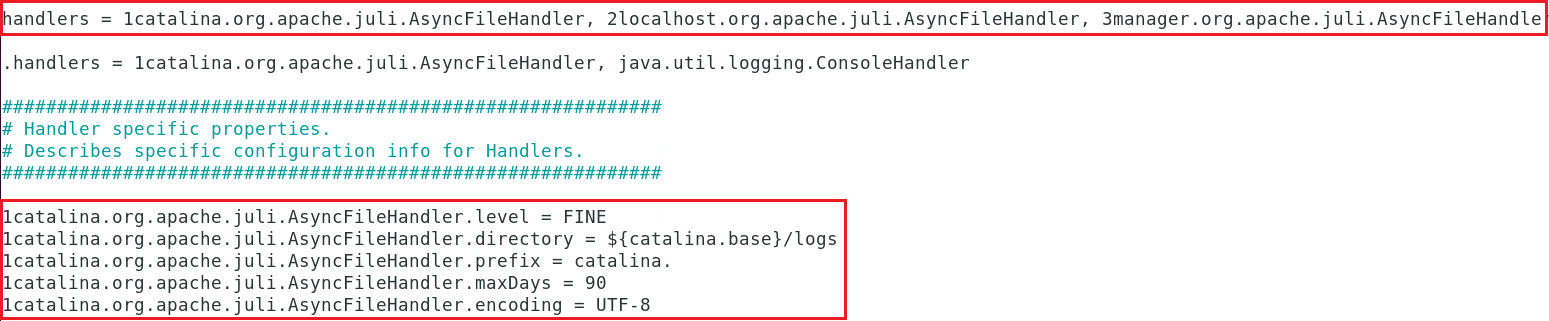 handlers = 1catalina.org.apache.juli.AsyncFileHandler, 2localhost.org.apache.juli.AsyncFileHandler, 3manager.org.apache.juli.AsyncFileHandle
.handlers = 1catalina.org.apache.juli.AsyncFileHandler, java.util.logging.ConsoleHandler
############################################################
# Handler specific properties.
# Describes specific configuration info for Handlers.
############################################################
1catalina.org.apache.juli.AsyncFileHandler.level = FINE
1catalina.org.apache.juli.AsyncFileHandler.directory = ${catalina.base}/logs
1catalina.org.apache.juli.AsyncFileHandler.prefix = catalina.
1catalina.org.apache.juli.AsyncFileHandler.maxDays = 90
1catalina.org.apache.juli.AsyncFileHandler.encoding = UTF-8